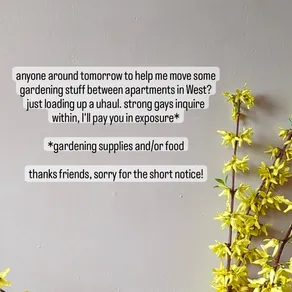 anyone around tomorrow to help me move some
gardening stuff between apartments in West?
just loading up a uhaul. strong gays inquire
within, I'll pay you in exposure*
*gardening supplies and/or food
thanks friends, sorry for the short notice!